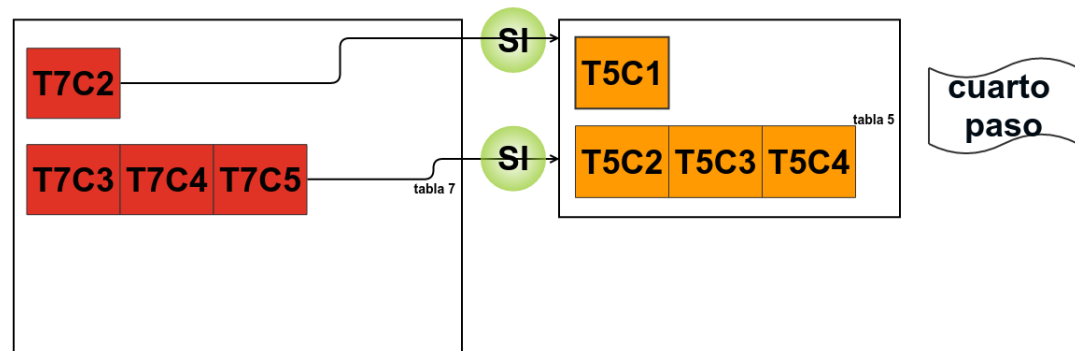 T7C2
SI
T5C1
cuarto
paso
tabla 5
T7C3 T7C4 T7C5
tabla 7
SI
T5C2 T5C3 T5C4